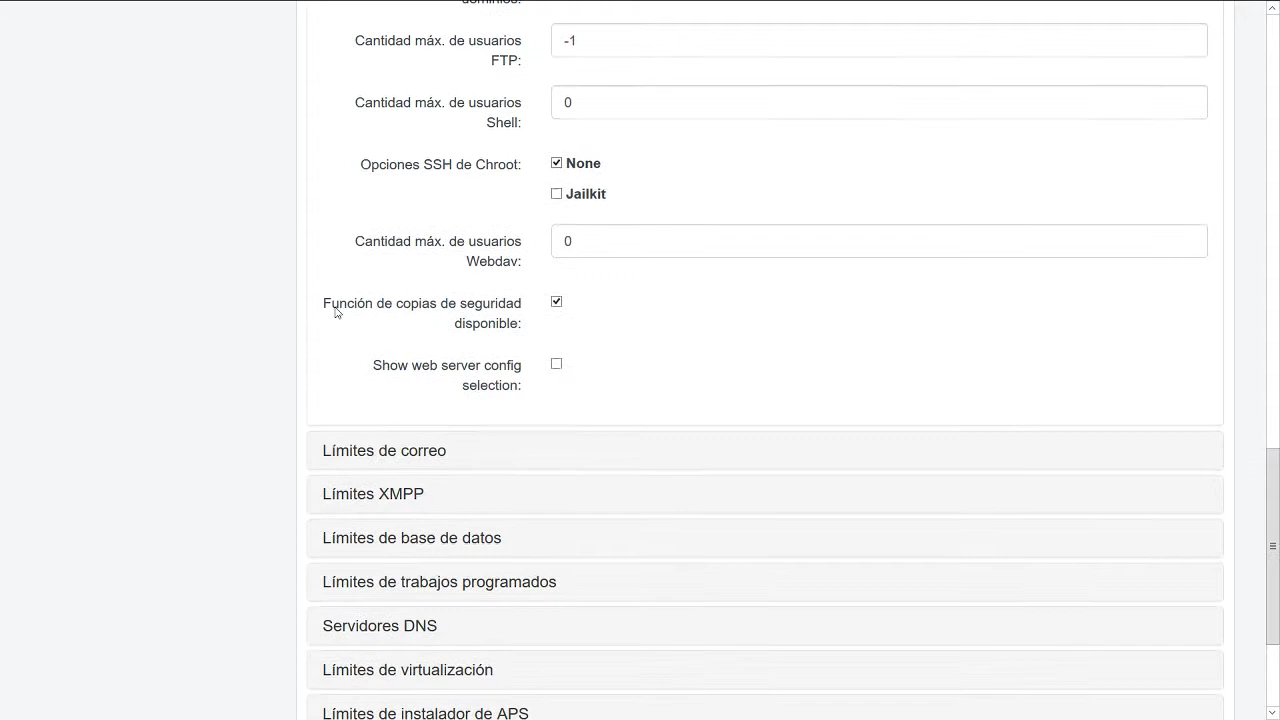 dominios:
Cantidad máx. de usuarios
FTP:
-1
Cantidad máx. de usuarios
Shell:
0
Opciones SSH de Chroot:
None
Jailkit
Cantidad máx. de usuarios
Webdav:
0
Función de copias de seguridad
disponible:
Show web server config
selection:
Límites de correo
Límites XMPP
Límites de base de datos
Límites de trabajos programados
Servidores DNS
Límites de virtualización
Límites de instalador de APS